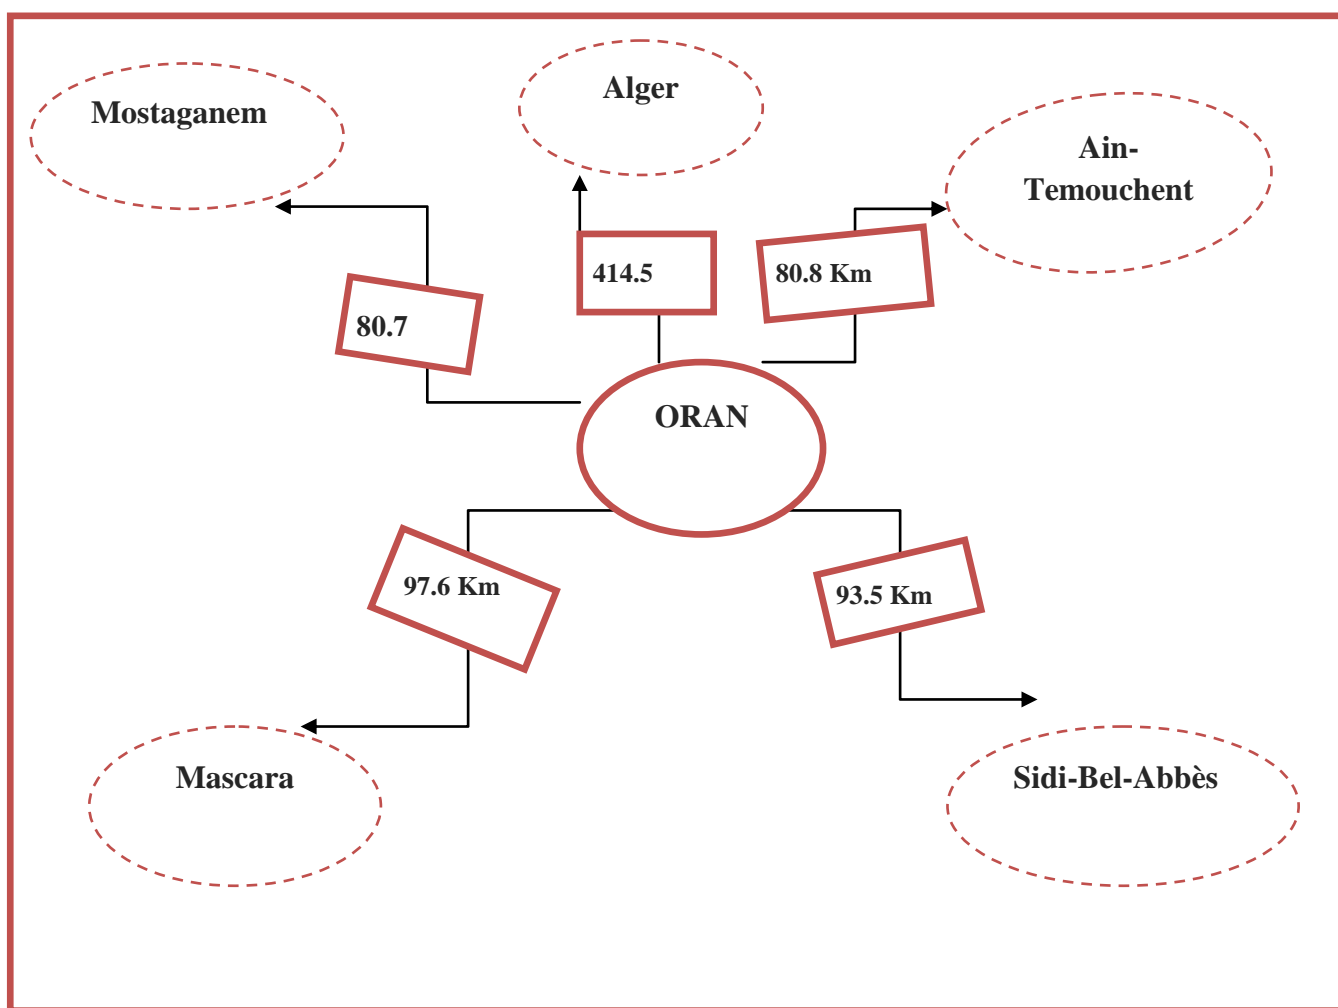 Mostaganem
Alger
Ain-
Temouchent
414.5
80.8 Km
80.7
ORAN
97.6 Km
93.5 Km
Mascara
Sidi-Bel-Abbès